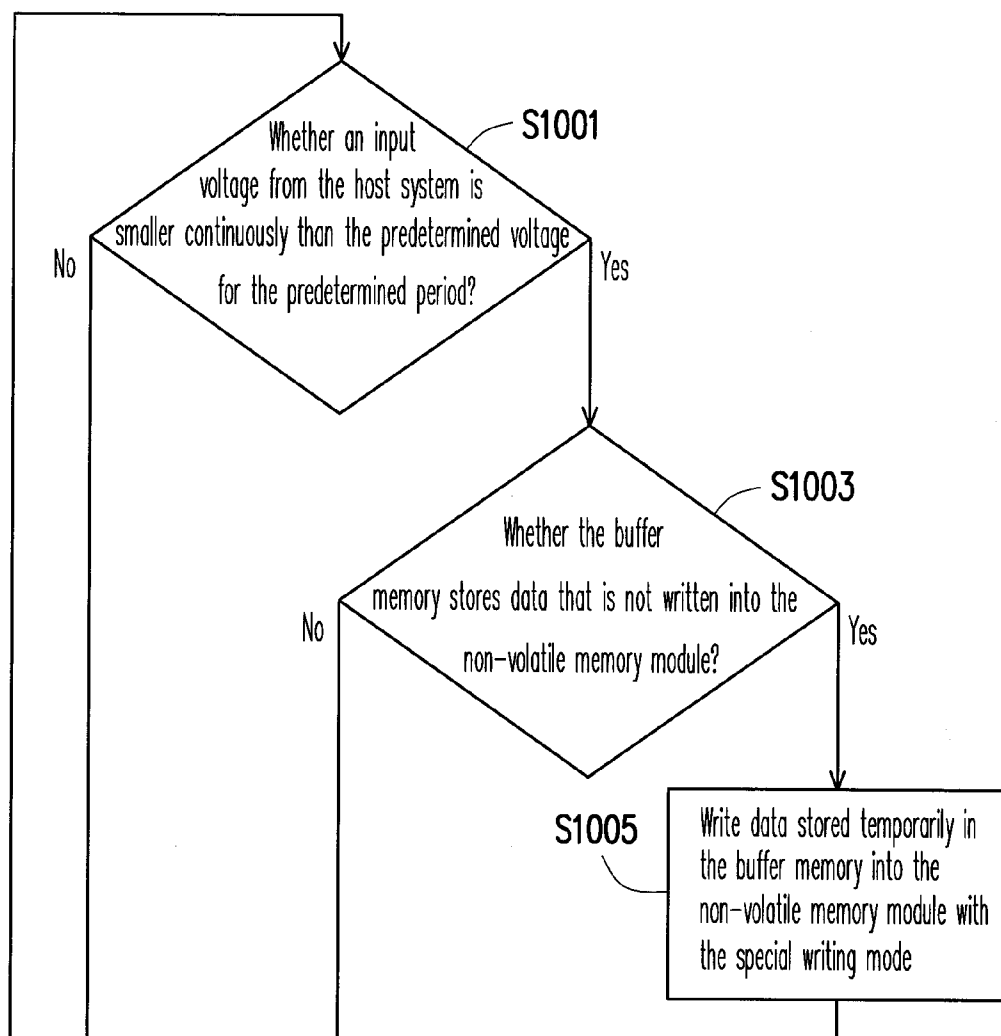 S1001
Whether an input
voltage from the host system is
smaller continuously than the predetermined voltage
for the predetermined period?
No
Yes
S1003
Whether the buffer
memory stores data that is not written into the
non-volatile memory module?
No
Yes
S1005
Write data stored temporarily in
the buffer memory into the
non-volatile memory module with
the special writing mode